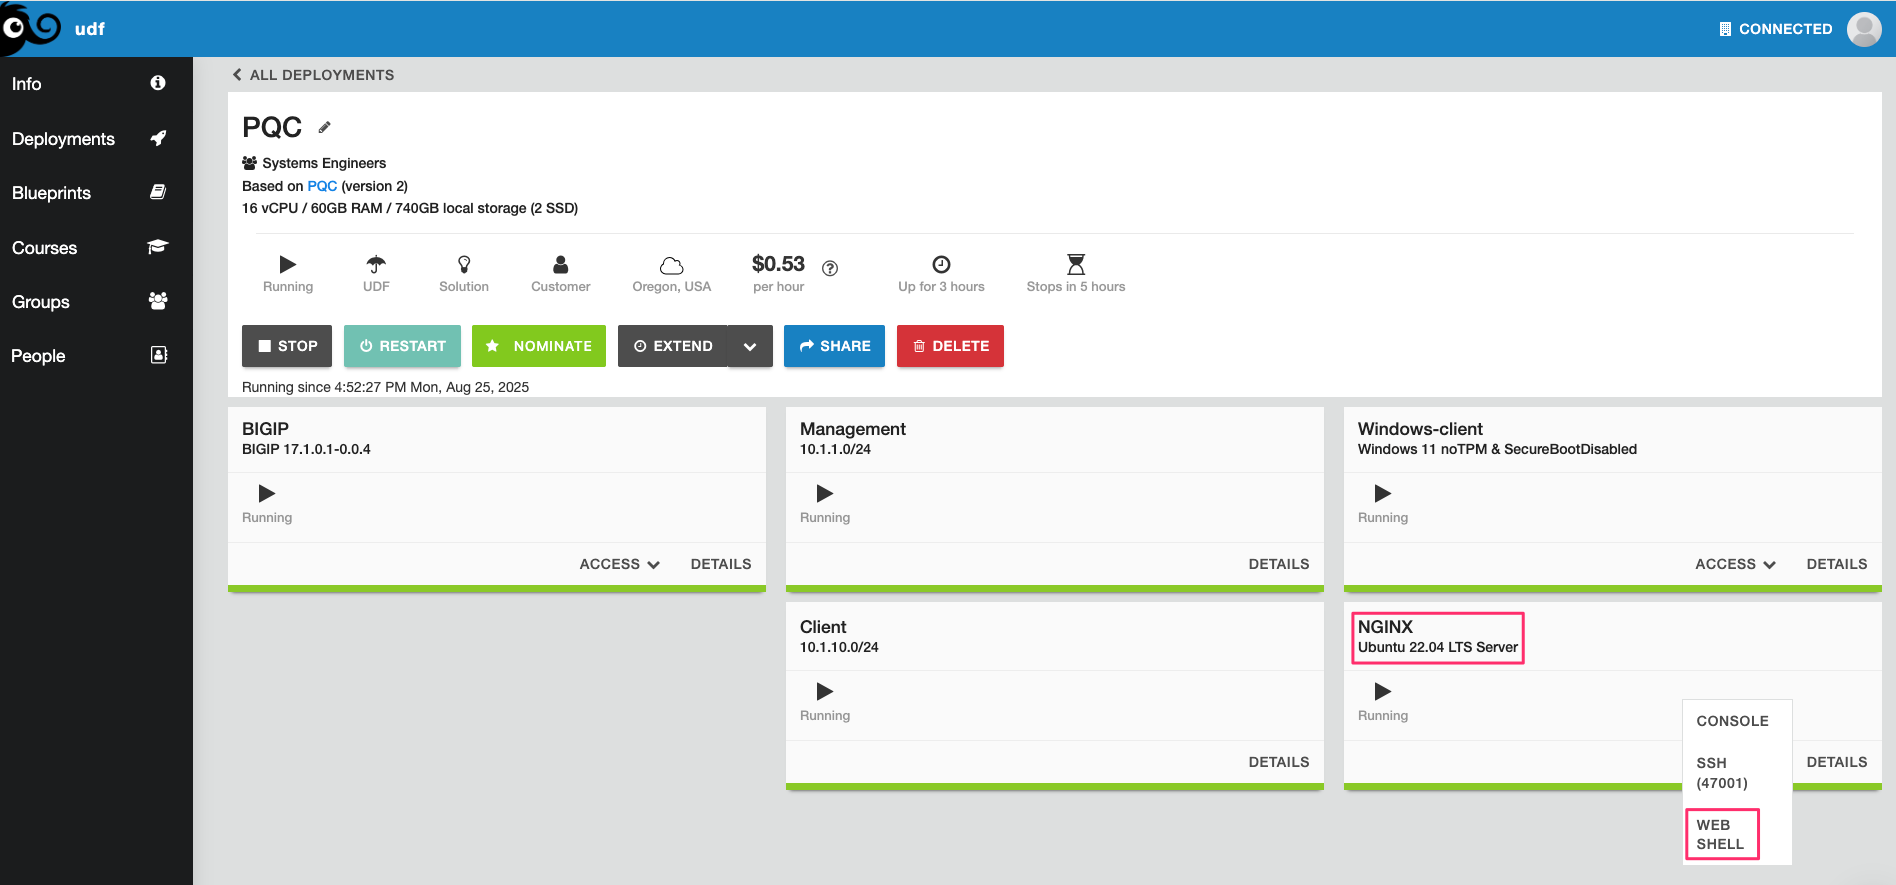 udf
CONNECTED
Info
Deployments
Blueprints
Courses
Groups
People
ALL DEPLOYMENTS
PQC
Systems Engineers
Based on PQC (version 2)
16 vCPU / 60GB RAM / 740GB local storage (2 SSD)
Running
UDF
Solution
Customer
Oregon, USA
$0.53
per hour
Up for 3 hours
Stops in 5 hours
STOP
RESTART
NOMINATE
EXTEND
SHARE
DELETE
Running since 4:52:27 PM Mon, Aug 25, 2025
BIGIP
BIGIP 17.1.0.1-0.0.4
Running
ACCESS
DETAILS
Management
10.1.1.0/24
Running
DETAILS
Windows-client
Windows 11 noTPM & SecureBootDisabled
Running
ACCESS
DETAILS
Client
10.1.10.0/24
Running
DETAILS
NGINX
Ubuntu 22.04 LTS Server
Running
CONSOLE
SSH
(47001)
WEB
SHELL
DETAILS